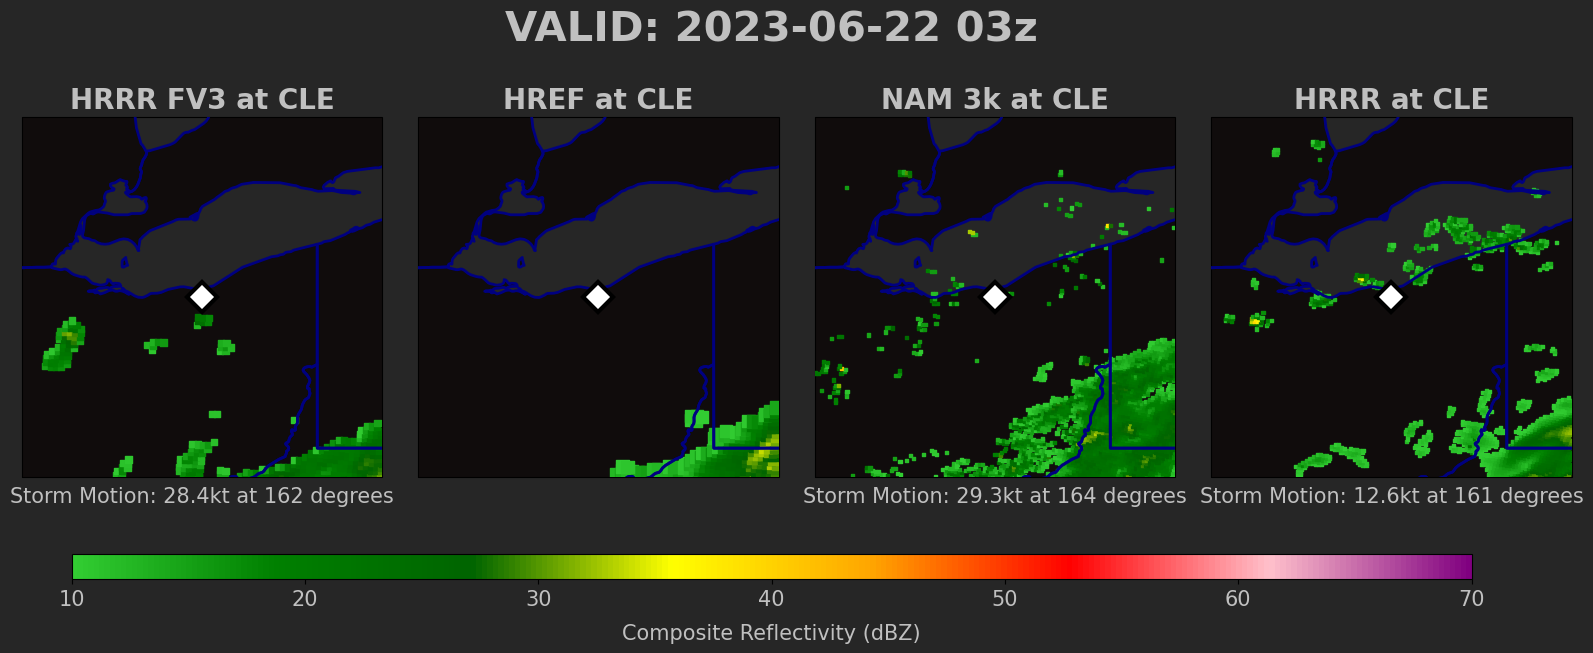 VALID: 2023-06-22 03z
HRRR FV3 at CLE
HREF at CLE
NAM 3k at CLE
HRRR at CLE
Storm Motion: 28.4kt at 162 degrees
Storm Motion: 29.3kt at 164 degrees
Storm Motion: 12.6kt at 161 degrees
10 20 30 40 50 60 70
Composite Reflectivity (dBZ)